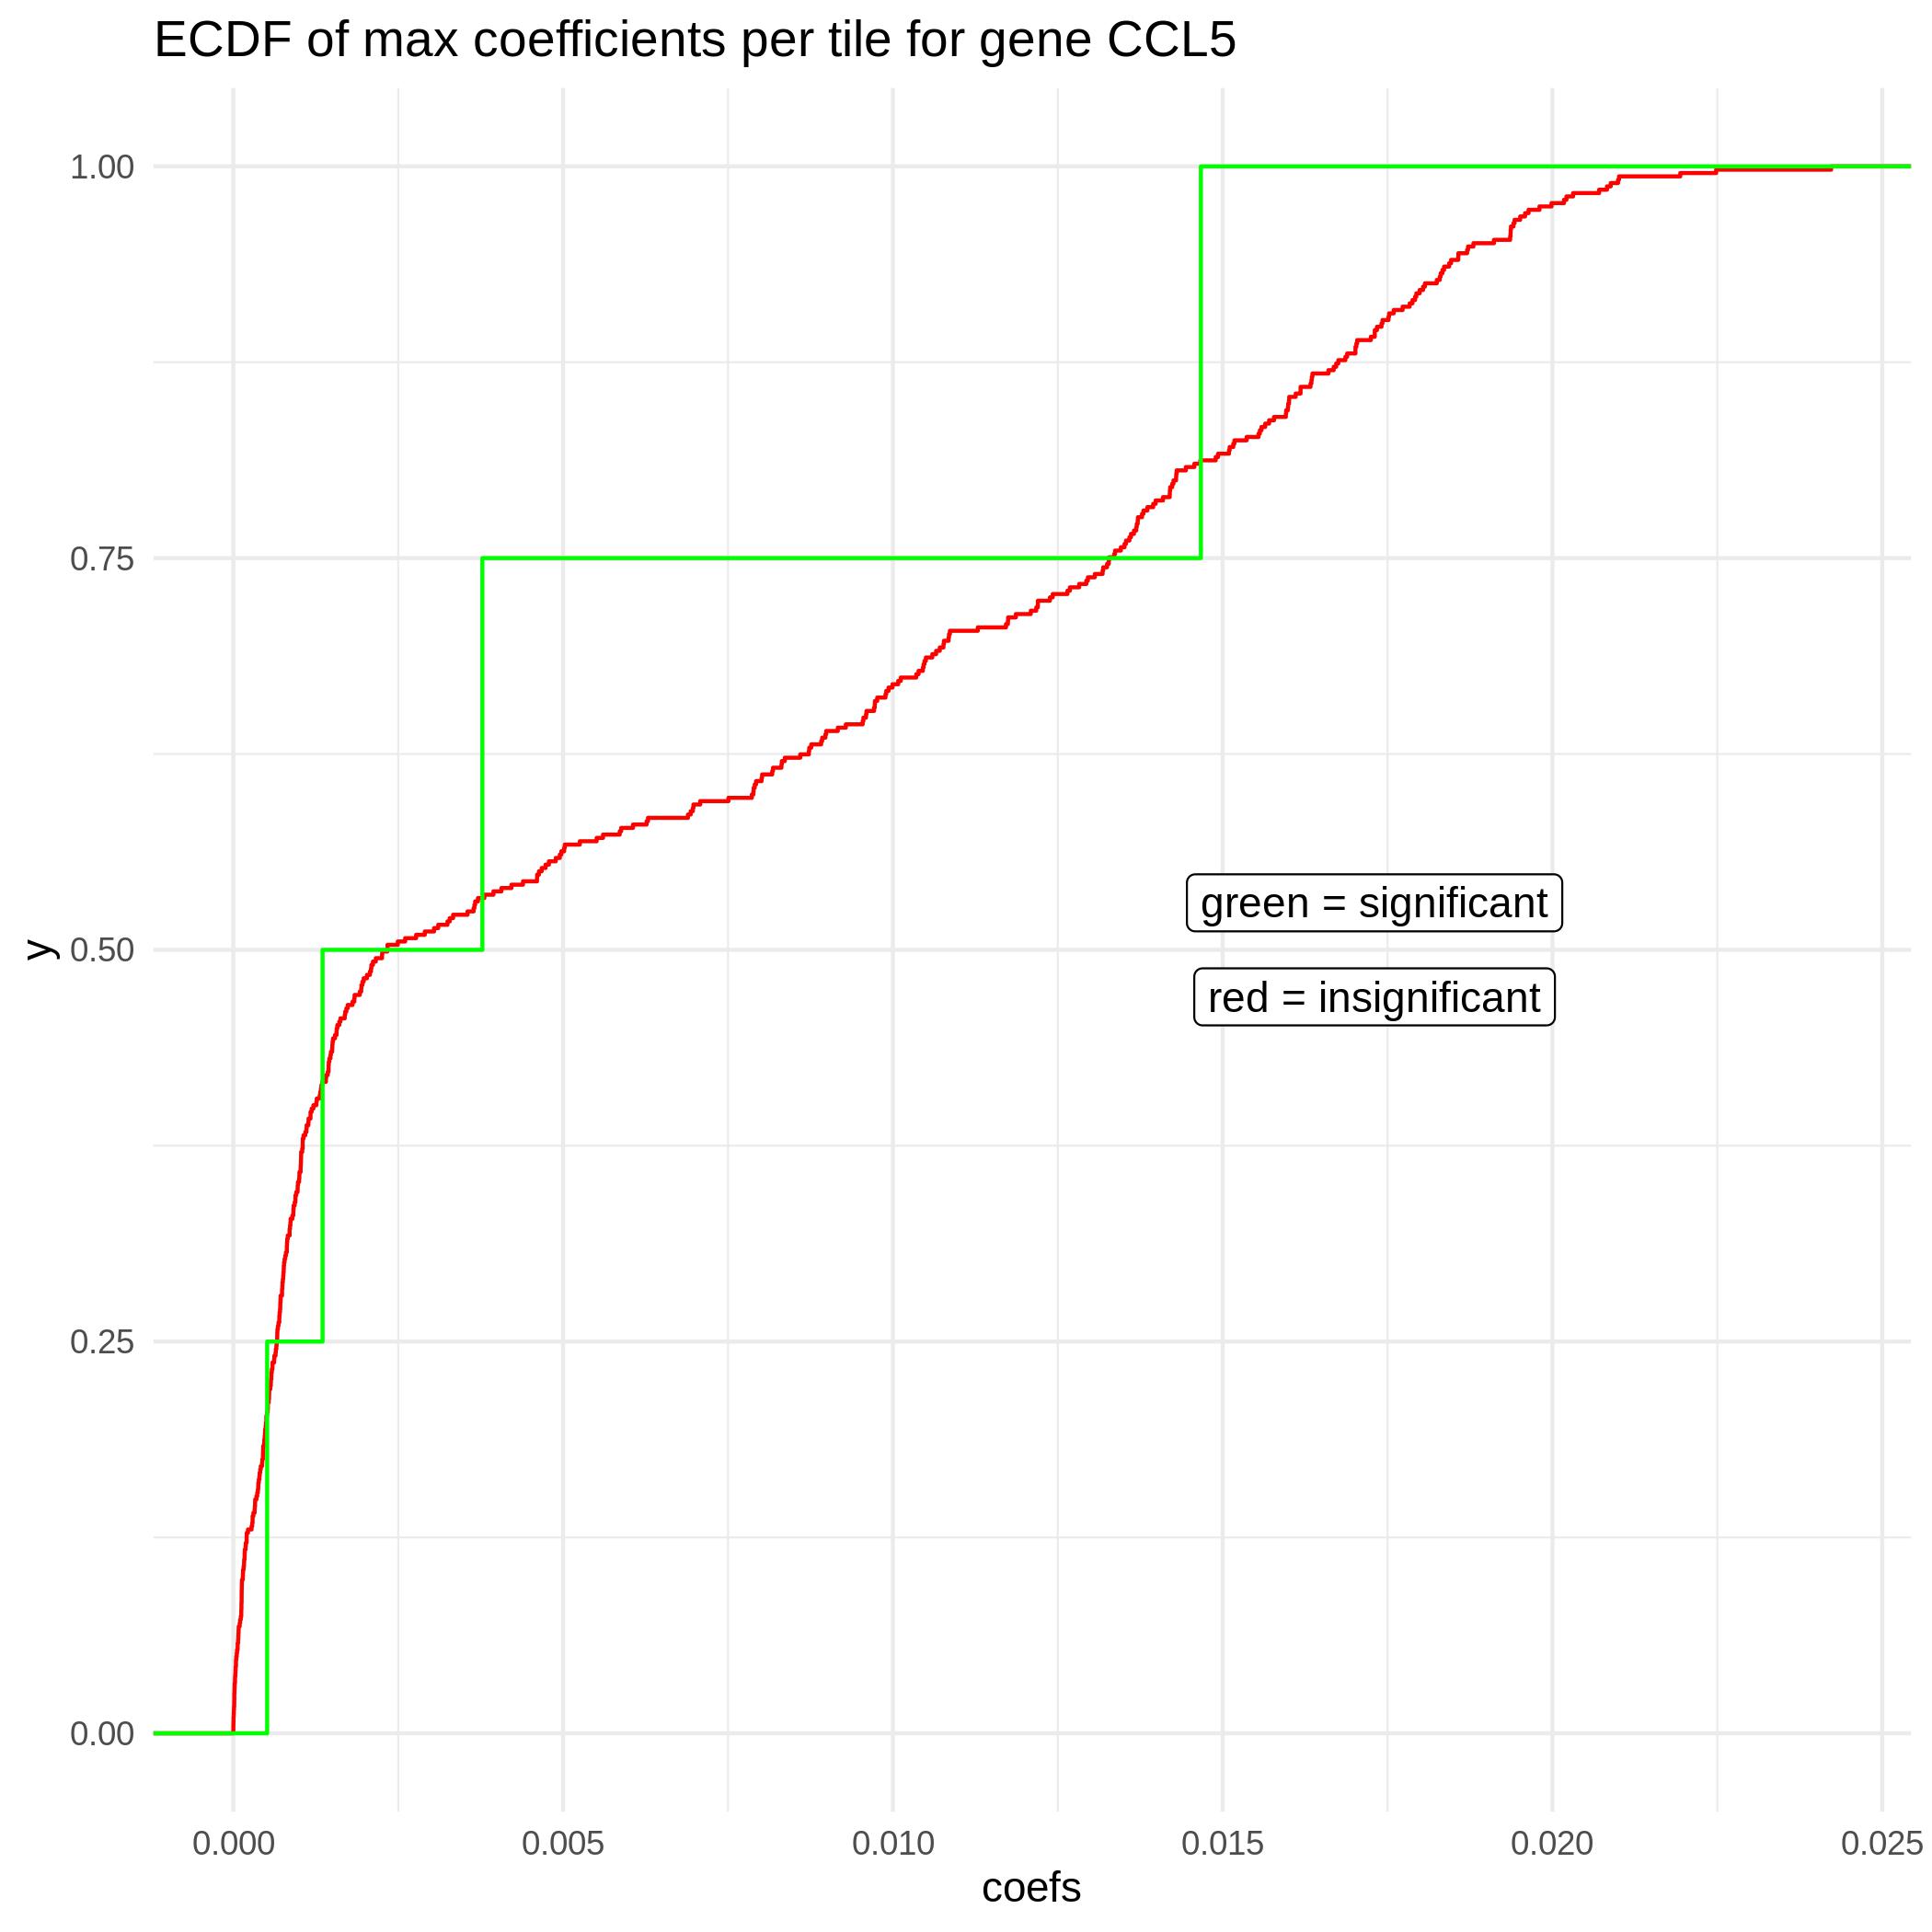 ECDF of max coefficients per tile for gene CCL5
1.00
0.75
0.50
0.25
0.00
y
green = significant
red = insignificant
0.000 0.005 0.010 0.015 0.020 0.025
coefs